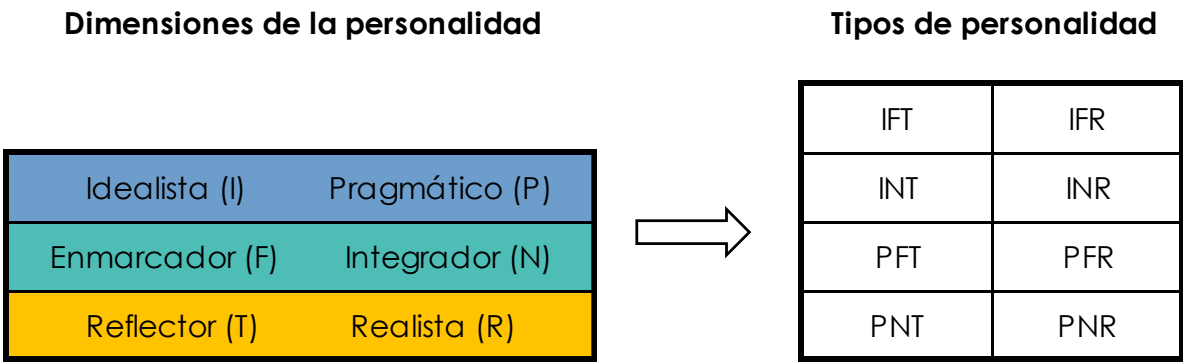 Dimensiones de la personalidad
Idealista (I) Pragmático (P)
Enmarcador (F) Integrador (N)
Reflector (T) Realista (R)
Tipos de personalidad
IFT IFR
INT INR
PFT PFR
PNT PNR